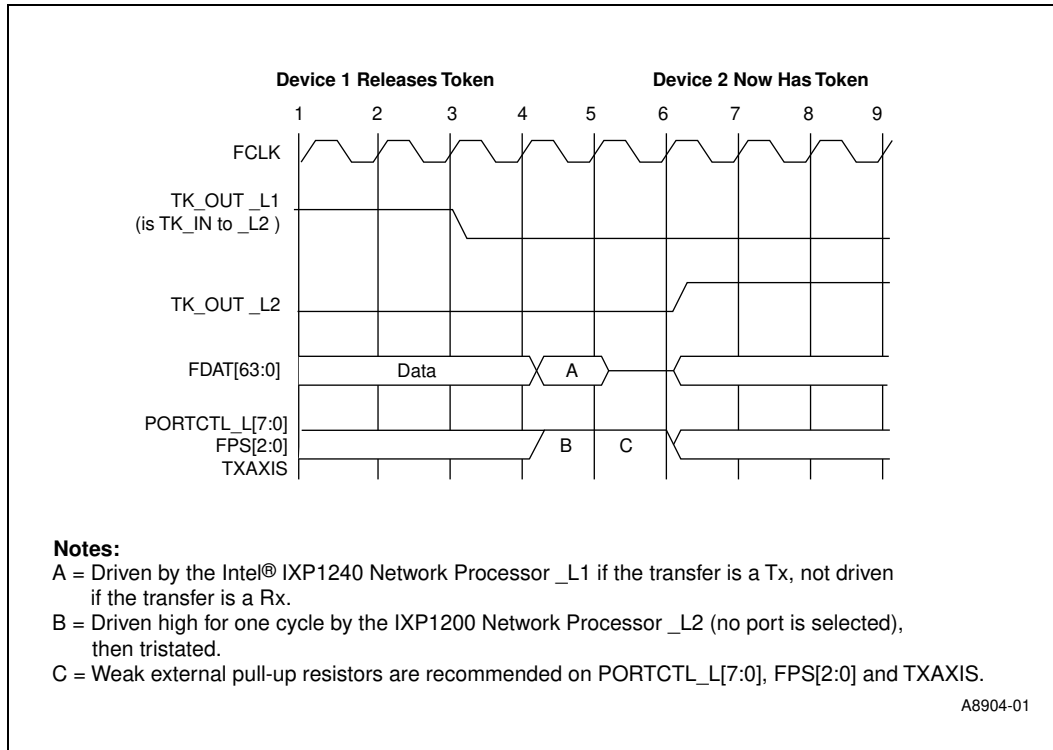 Device 1 Releases Token
Device 2 Now Has Token
1 2 3 4 5 6 7 8 9
FCLK
TK_OUT _L1
(is TK_IN to _L2 )
TK_OUT _L2
FDAT[63:0]
Data
A
PORTCTL_L[7:0]
FPS[2:0]
TXAXIS
B
C
Notes:
A = Driven by the Intel® IXP1240 Network Processor _L1 if the transfer is a Tx, not driven
if the transfer is a Rx.
B = Driven high for one cycle by the IXP1200 Network Processor _L2 (no port is selected),
then tristated.
C = Weak external pull-up resistors are recommended on PORTCTL_L[7:0], FPS[2:0] and TXAXIS.
A8904-01